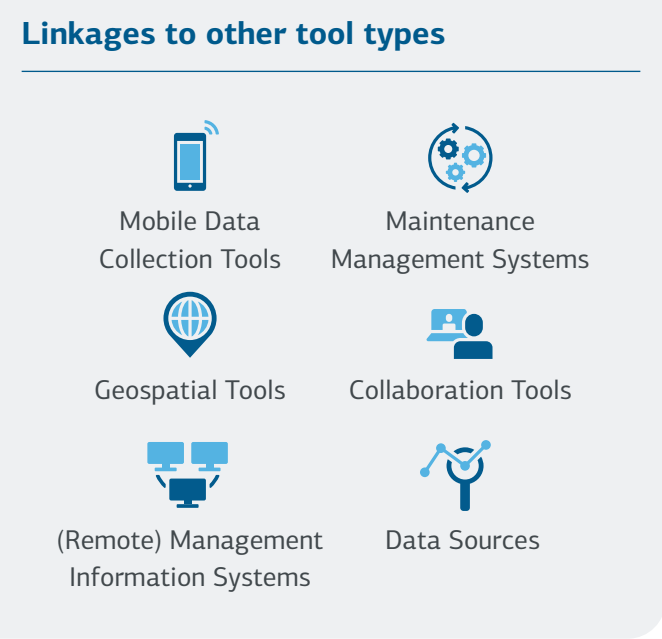 Linkages to other tool types
Mobile Data
Collection Tools
Maintenance
Management Systems
Geospatial Tools
Collaboration Tools
(Remote) Management
Information Systems
Data Sources